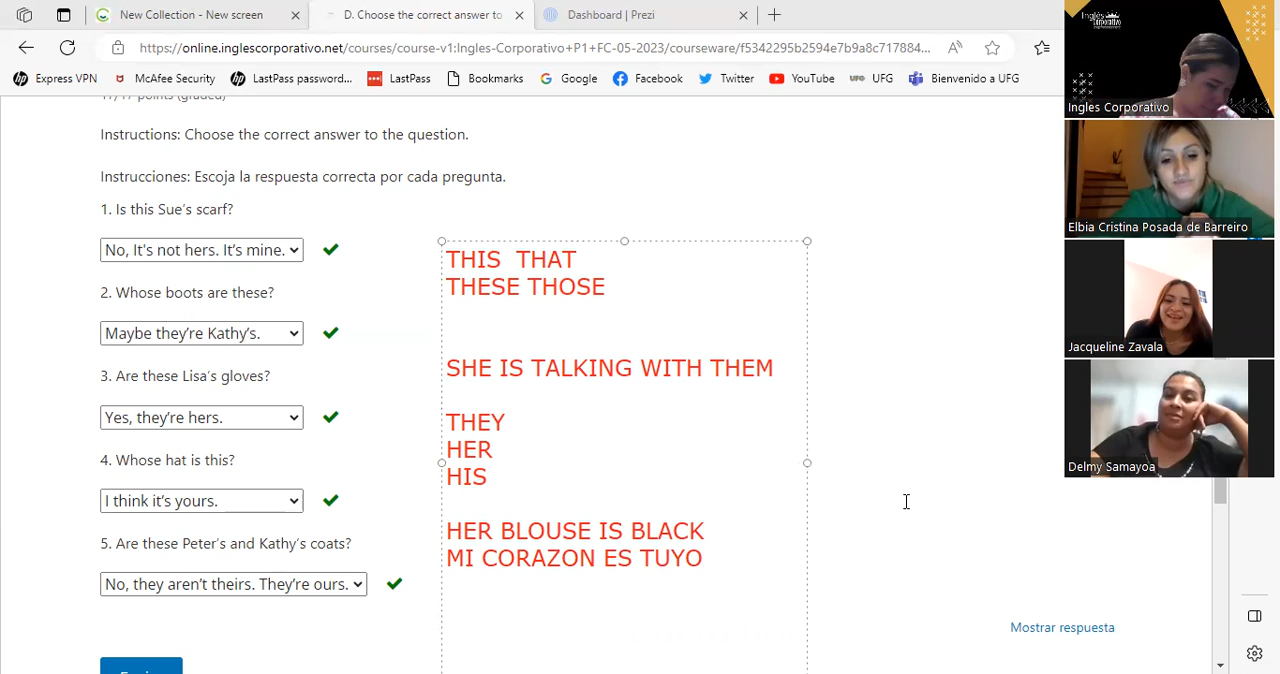 New Collection - New screen
D. Choose the correct answer to
Dashboard | Prezi
https://online.inglescorporativo.net/courses/course-v1:Ingles-Corporativo+P1+FC-05-2023/courseware/f5342295b2594e7b9a8c717884...
Express VPN
McAfee Security
LastPass password...
LastPass
Bookmarks
Google
Facebook
Twitter
YouTube
UFG
Bienvenido a UFG
points (graded)
Instructions: Choose the correct answer to the question.
Instrucciones: Escoja la respuesta correcta por cada pregunta.
1. Is this Sue's scarf?
No, It's not hers. It's mine.
2. Whose boots are these?
Maybe they're Kathy's.
3. Are these Lisa's gloves?
Yes, they're hers.
4. Whose hat is this?
I think it's yours.
5. Are these Peter's and Kathy's coats?
No, they aren't theirs. They're ours.
THIS THAT
THESE THOSE
SHE IS TALKING WITH THEM
THEY
HER
HIS
HER BLOUSE IS BLACK
MI CORAZON ES TUYO
Mostrar respuesta
Inglés
Corporativo
Ingles Corporativo
Elbia Cristina Posada de Barreiro
Jacqueline Zavala
Delmy Samayoa